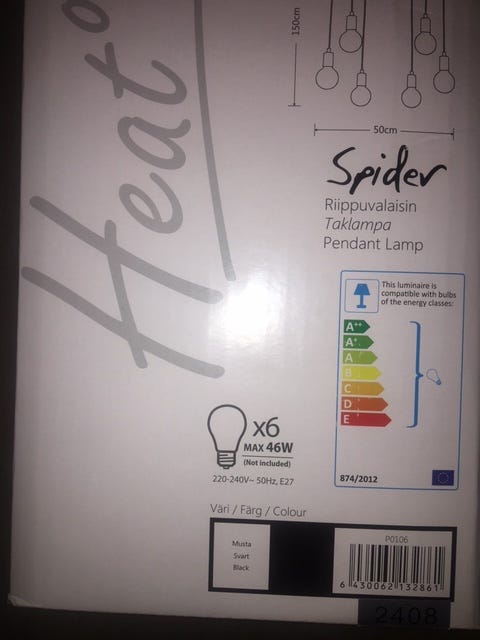 Heat°
150cm
50cm
Spider
Riippuvalaisin
Taklampa
Pendant Lamp
This luminaire is
compatible with bulbs
of the energy classes:
A++
A+
A
B
C
D
E
874/2012
x6
MAX 46W
(Not included)
220-240V~ 50Hz, E27
Väri / Färg / Colour
Musta
Svart
Black
P0106
6 430062 132861
2408